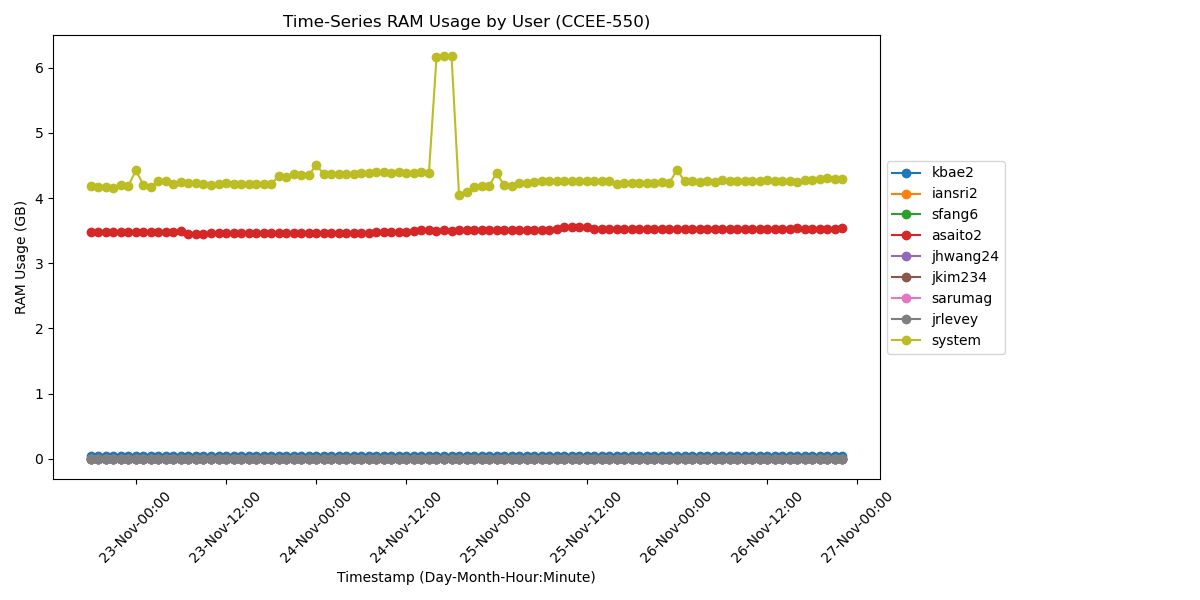 Time-Series RAM Usage by User (CCEE-550)
RAM Usage (GB)
6
5
4
3
2
1
0
23-Nov-00:00
23-Nov-12:00
24-Nov-00:00
24-Nov-12:00
25-Nov-00:00
25-Nov-12:00
26-Nov-00:00
26-Nov-12:00
27-Nov-00:00
Timestamp (Day-Month-Hour:Minute)
kbae2
iansri2
sfang6
asaito2
jhwang24
jkim234
sarumag
jrlevey
system